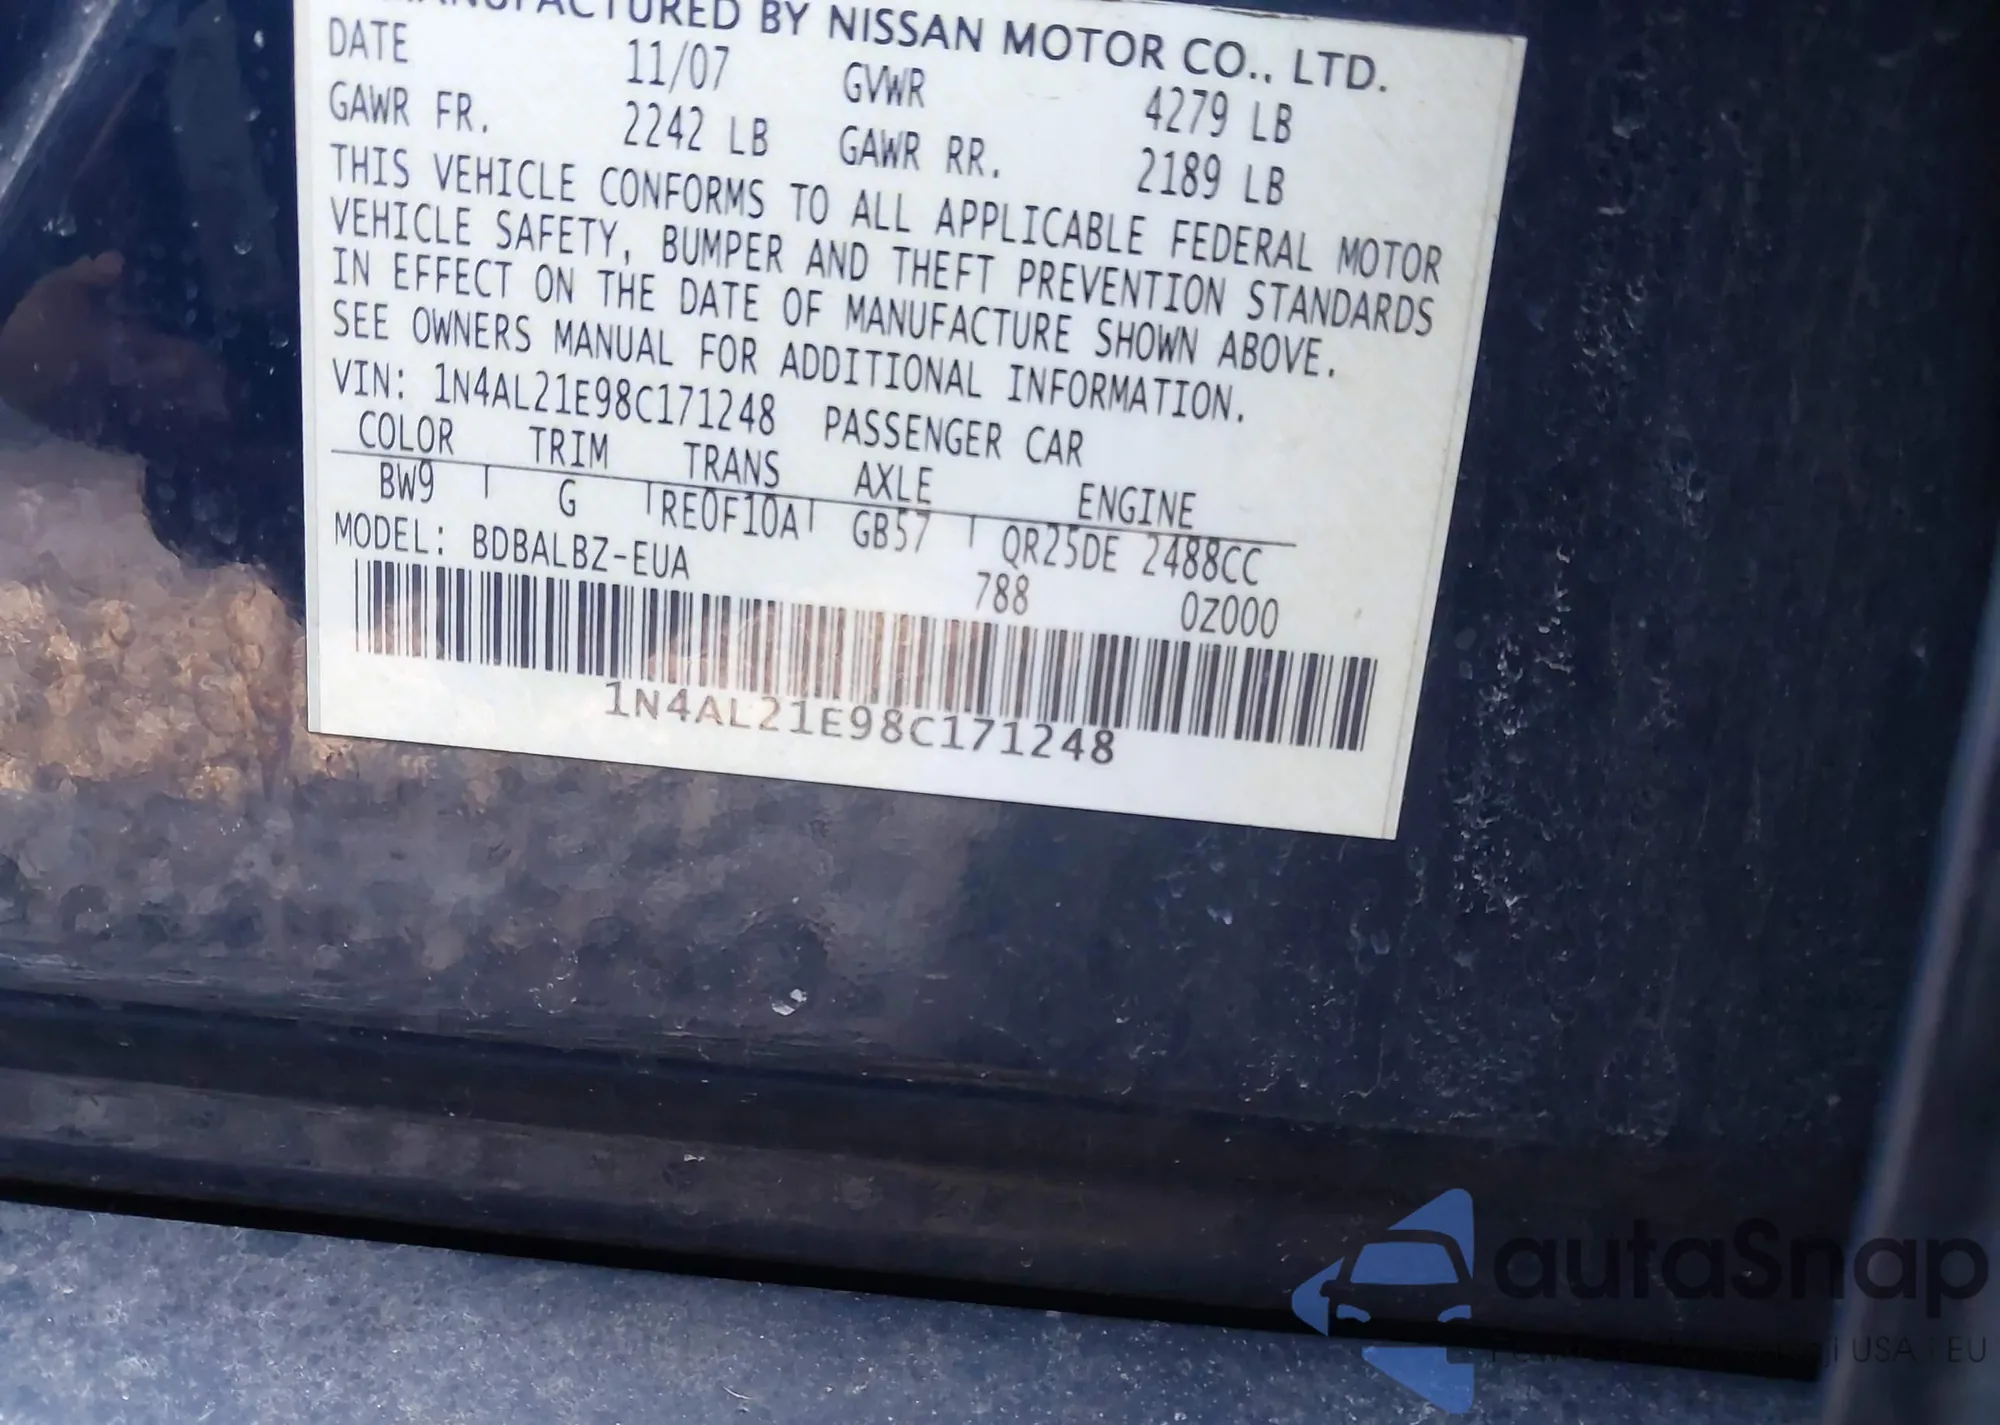 MANUFACTURED BY NISSAN MOTOR CO., LTD.
DATE 11/07 GVWR 4279 LB
GAWR FR. 2242 LB GAWR RR. 2189 LB
THIS VEHICLE CONFORMS TO ALL APPLICABLE FEDERAL MOTOR
VEHICLE SAFETY, BUMPER AND THEFT PREVENTION STANDARDS
IN EFFECT ON THE DATE OF MANUFACTURE SHOWN ABOVE.
SEE OWNERS MANUAL FOR ADDITIONAL INFORMATION.
VIN: 1N4AL21E98C171248 PASSENGER CAR
COLOR TRIM TRANS AXLE ENGINE
BW9 G RE0F10A GB57 QR25DE 2488CC
MODEL: BDBALBZ-EUA 788 0Z000
1N4AL21E98C171248
autaSnap
USA i EU